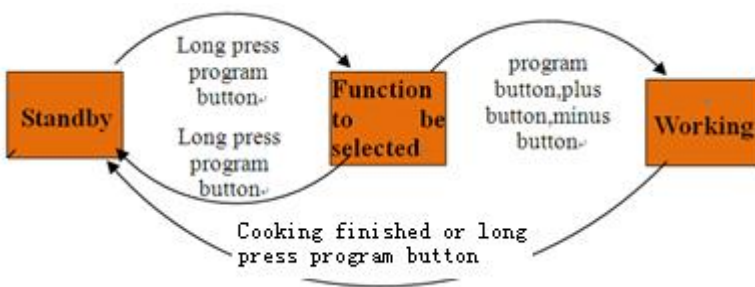 Long press
program
button
Standby
Long press
program
button
Function
to be
selected
program
button,plus
button,minus
button
Working
Cooking finished or long
press program button